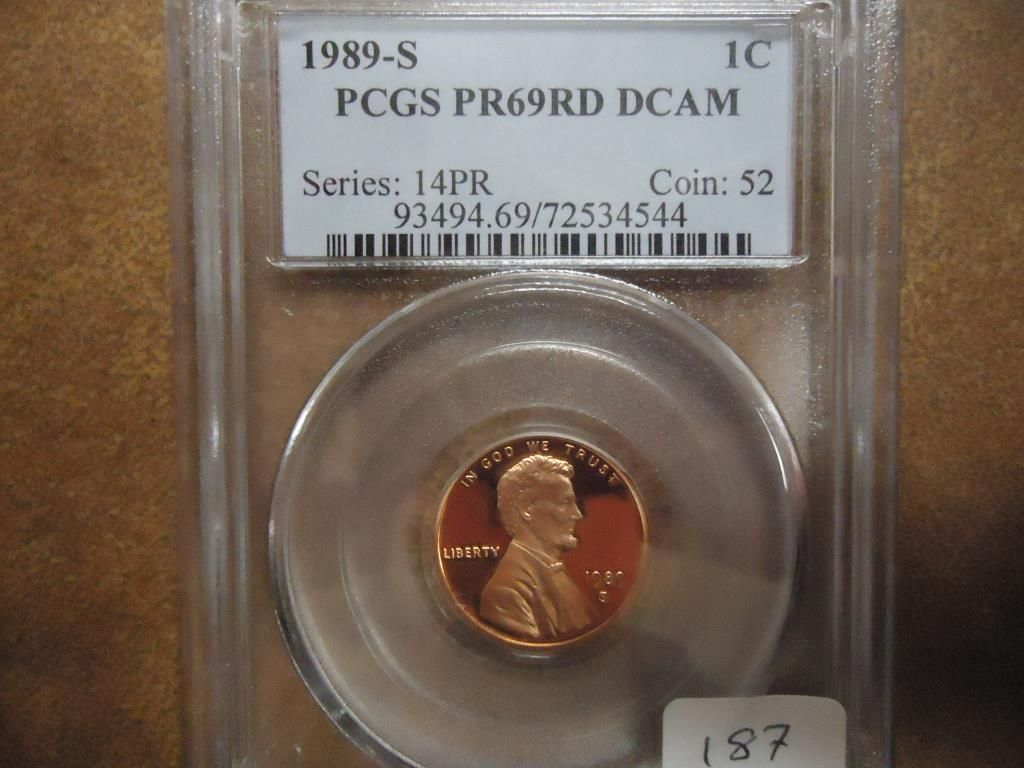 1989-S 1C
PCGS PR69RD DCAM
Series: 14PR Coin: 52
93494.69/72534544
IN GOD WE TRUST
LIBERTY
1989
S
187